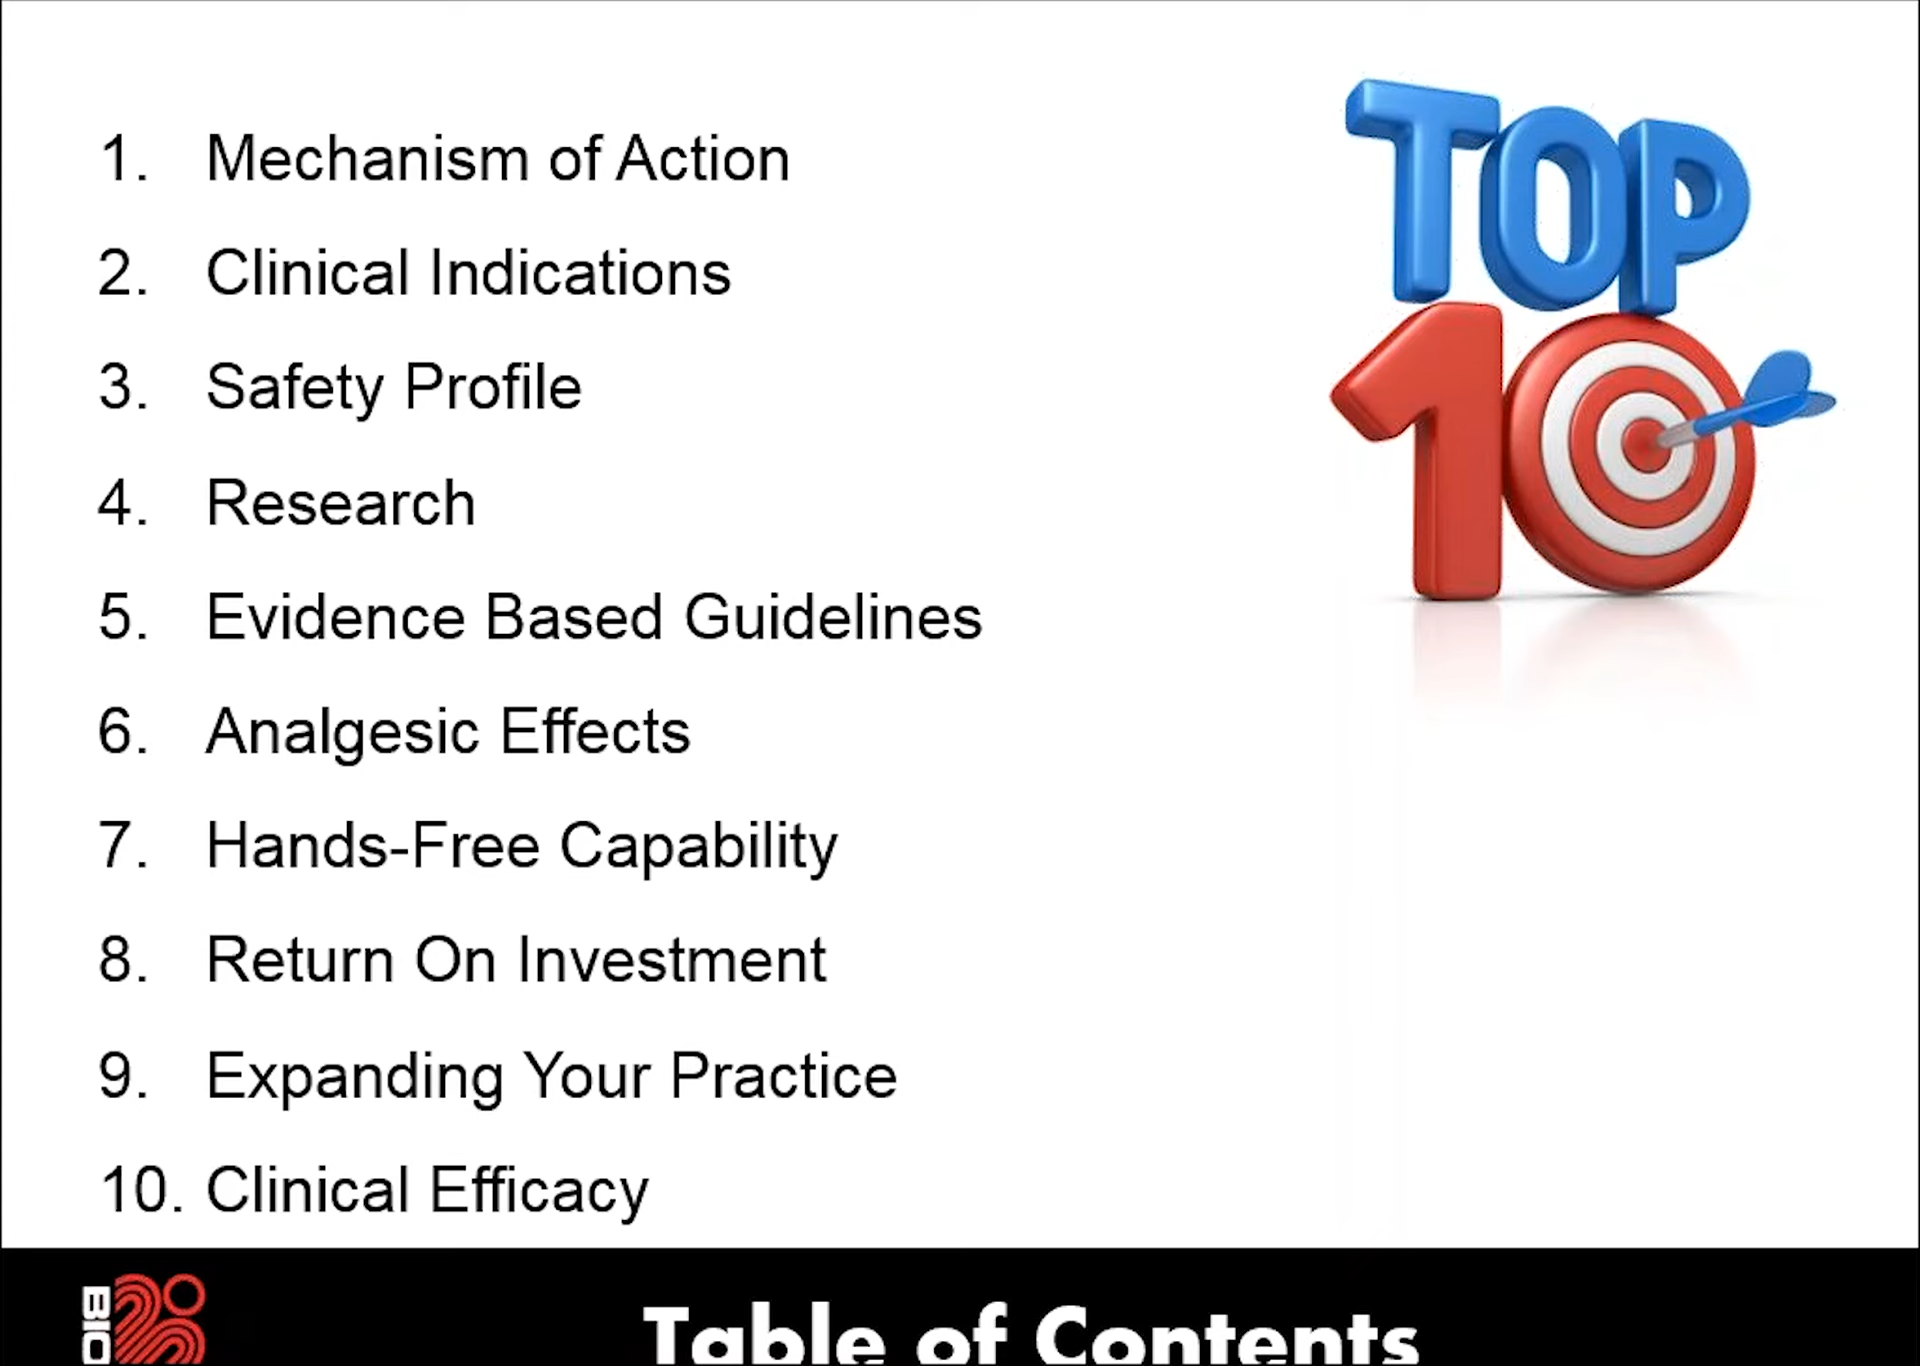 1. Mechanism of Action
2. Clinical Indications
3. Safety Profile
4. Research
5. Evidence Based Guidelines
6. Analgesic Effects
7. Hands-Free Capability
8. Return On Investment
9. Expanding Your Practice
10. Clinical Efficacy
TOP
10
BIO
Table of Contents